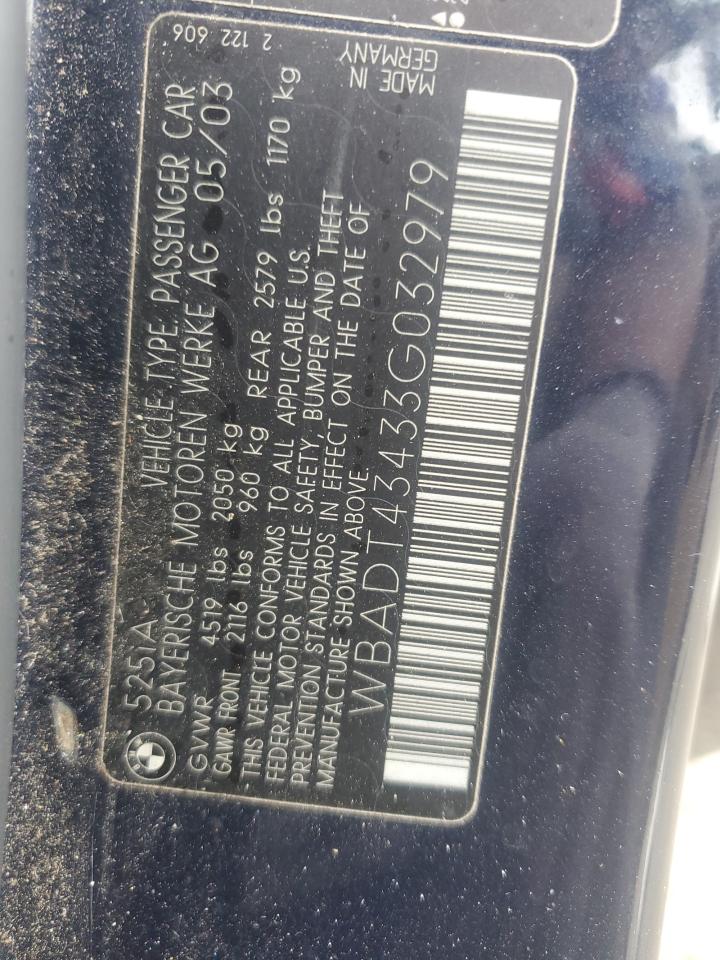 525iA VEHICLE TYPE: PASSENGER CAR
BAYERISCHE MOTOREN WERKE AG 05/03
GVWR 4519 lbs 2050 kg
GAWR FRONT 2116 lbs 960 kg REAR 2579 lbs 1170 kg
THIS VEHICLE CONFORMS TO ALL APPLICABLE U.S.
FEDERAL MOTOR VEHICLE SAFETY, BUMPER AND THEFT
PREVENTION STANDARDS IN EFFECT ON THE DATE OF
MANUFACTURE SHOWN ABOVE.
WBADT43433G032979
2 122 606
MADE IN
GERMANY